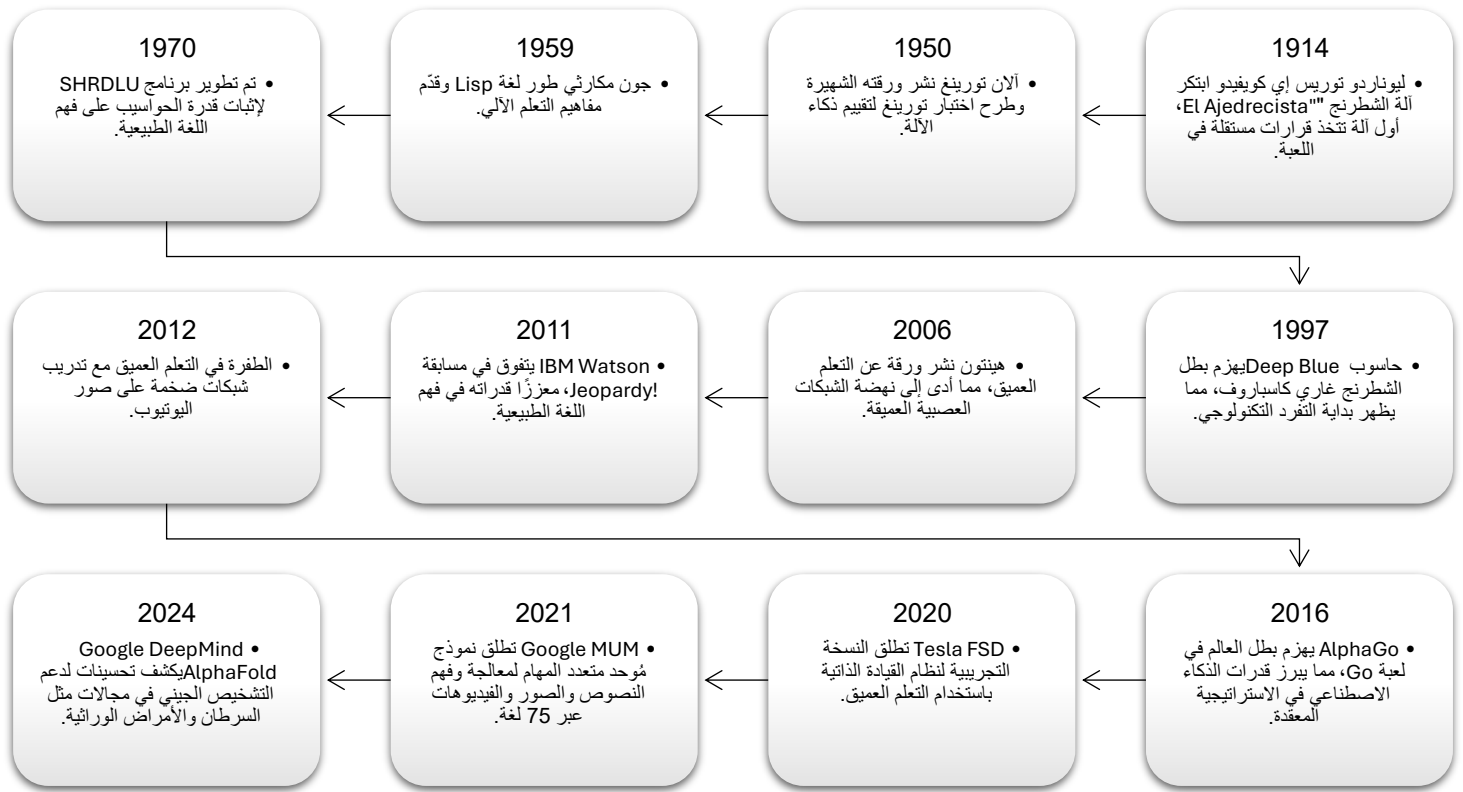 1914
• ليوناردو توريس إي كويفيدو ابتكر
آلة الشطرنج "El Ajedrecista"،
أول آلة تتخذ قرارات مستقلة في
اللعبة.
1950
• آلان تورينغ نشر ورقته الشهيرة
وطرح اختبار تورينغ لتقييم ذكاء
الآلة.
1959
• جون مكارثي طور لغة Lisp وقدّم
مفاهيم التعلم الآلي.
1970
• تم تطوير برنامج SHRDLU
لإثبات قدرة الحواسيب على فهم
اللغة الطبيعية.
1997
• حاسوب Deep Blueيهزم بطل
الشطرنج غاري كاسباروف، مما
يظهر بداية التفرد التكنولوجي.
2006
• هينتون نشر ورقة عن التعلم
العميق، مما أدى إلى نهضة الشبكات
العصبية العميقة.
2011
• IBM Watson يتفوق في مسابقة
Jeopardy!، معززًا قدراته في فهم
اللغة الطبيعية.
2012
• الطفرة في التعلم العميق مع تدريب
شبكات ضخمة على صور
اليوتيوب.
2016
• AlphaGo يهزم بطل العالم في
لعبة Go، مما يبرز قدرات الذكاء
الاصطناعي في الاستراتيجية
المعقدة.
2020
• Tesla FSD تطلق النسخة
التجريبية لنظام القيادة الذاتية
باستخدام التعلم العميق.
2021
• Google MUM تطلق نموذج
مُوحد متعدد المهام لمعالجة وفهم
النصوص والصور والفيديوهات
عبر 75 لغة.
2024
• Google DeepMind
AlphaFoldيكشف تحسينات لدعم
التشخيص الجيني في مجالات مثل
السرطان والأمراض الوراثية.